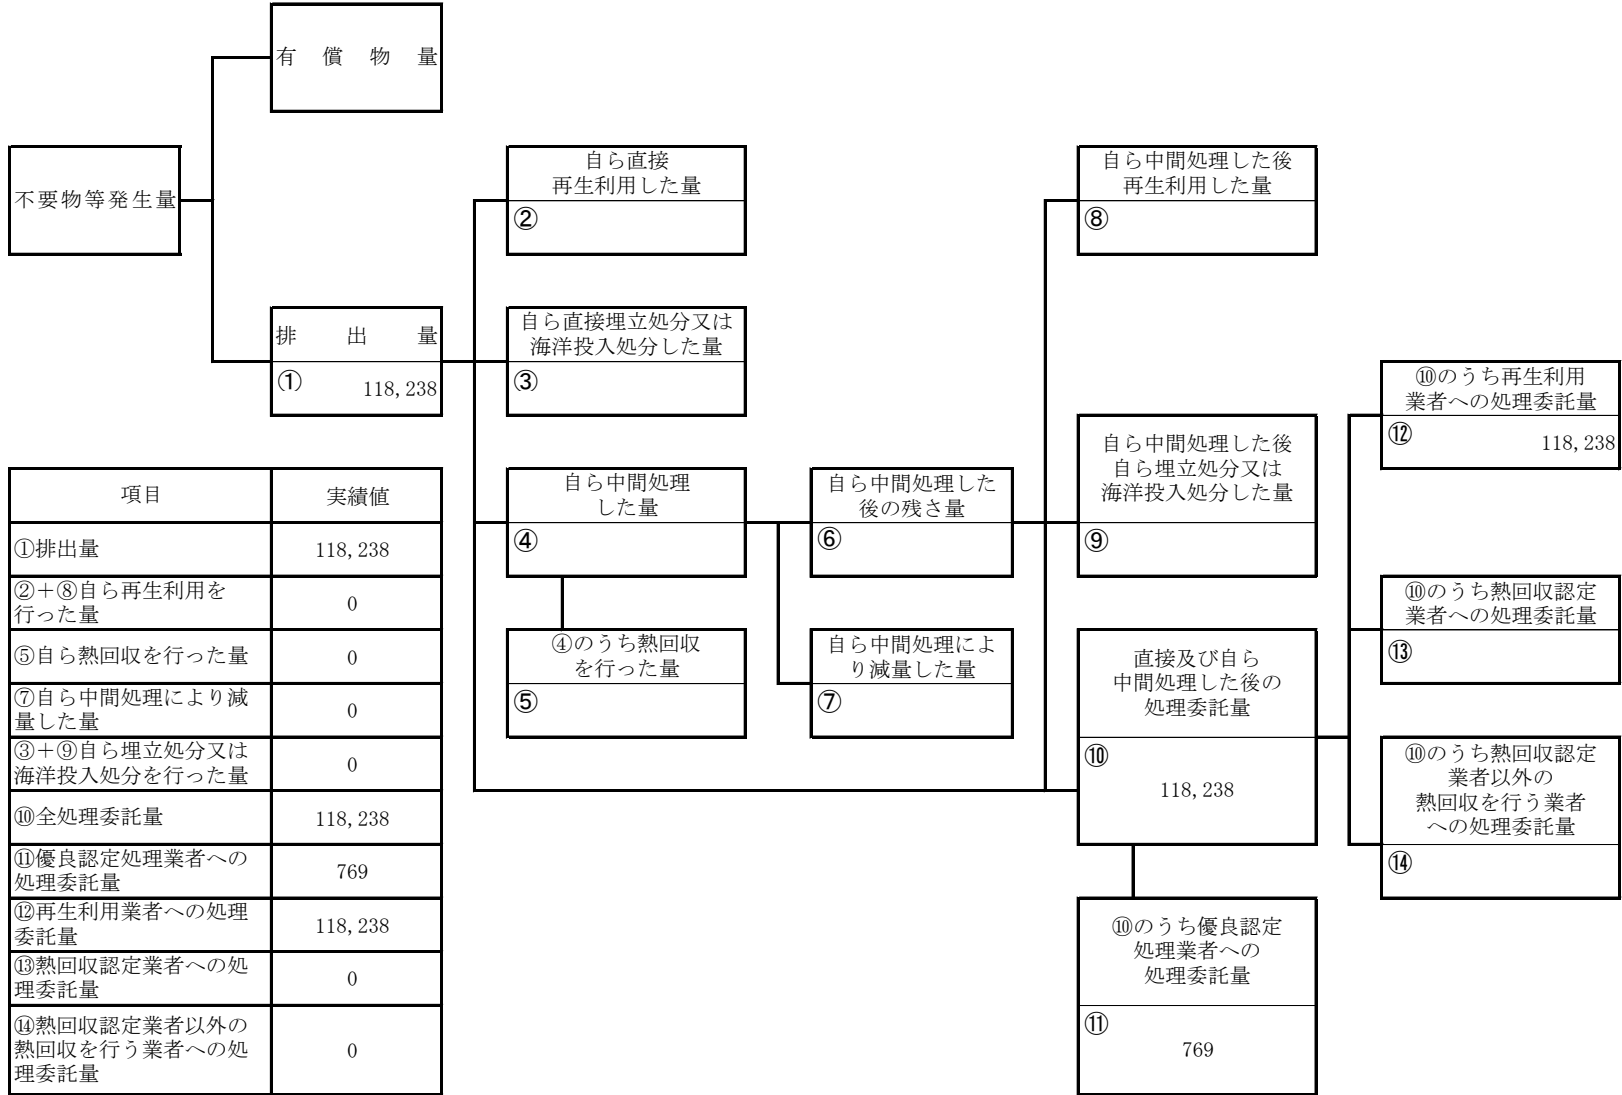 有償物量
不要物等発生量
排出量
① 118,238
自ら直接
再生利用した量
②
自ら直接埋立処分又は
海洋投入処分した量
③
自ら中間処理
した量
④
④のうち熱回収
を行った量
⑤
自ら中間処理した
後の残さ量
⑥
自ら中間処理によ
り減量した量
⑦
自ら中間処理した後
再生利用した量
⑧
自ら中間処理した後
自ら埋立処分又は
海洋投入処分した量
⑨
直接及び自ら
中間処理した後の
処理委託量
⑩
118,238
⑩のうち優良認定
処理業者への
処理委託量
⑪
769
⑩のうち再生利用
業者への処理委託量
⑫
118,238
⑩のうち熱回収認定
業者への処理委託量
⑬
⑩のうち熱回収認定
業者以外の
熱回収を行う業者
への処理委託量
⑭
項目 実績値
①排出量 118,238
②+⑧自ら再生利用を
行った量 0
⑤自ら熱回収を行った量 0
⑦自ら中間処理により減
量した量 0
③+⑨自ら埋立処分又は
海洋投入処分を行った量 0
⑩全処理委託量 118,238
⑪優良認定処理業者への
処理委託量 769
⑫再生利用業者への処理
委託量 118,238
⑬熱回収認定業者への処
理委託量 0
⑭熱回収認定業者以外の
熱回収を行う業者への処
理委託量 0